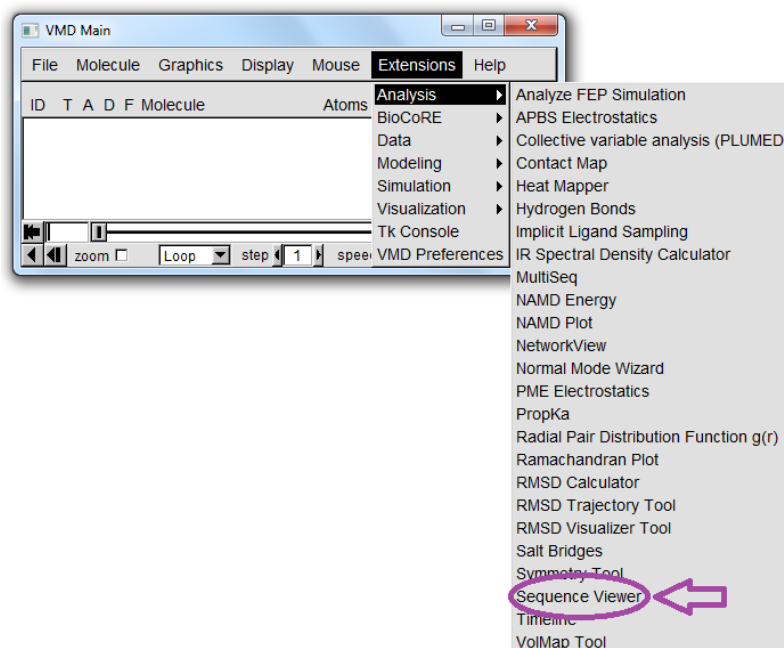 VMD Main
File Molecule Graphics Display Mouse Extensions Help
ID T A D F Molecule Atoms
zoom Loop step 1 spee
Analysis
BioCoRE
Data
Modeling
Simulation
Visualization
Tk Console
VMD Preferences
Analyze FEP Simulation
APBS Electrostatics
Collective variable analysis (PLUMED
Contact Map
Heat Mapper
Hydrogen Bonds
Implicit Ligand Sampling
IR Spectral Density Calculator
MultiSeq
NAMD Energy
NAMD Plot
NetworkView
Normal Mode Wizard
PME Electrostatics
PropKa
Radial Pair Distribution Function g(r)
Ramachandran Plot
RMSD Calculator
RMSD Trajectory Tool
RMSD Visualizer Tool
Salt Bridges
Symmetry Tool
Sequence Viewer
Timeline
VolMap Tool